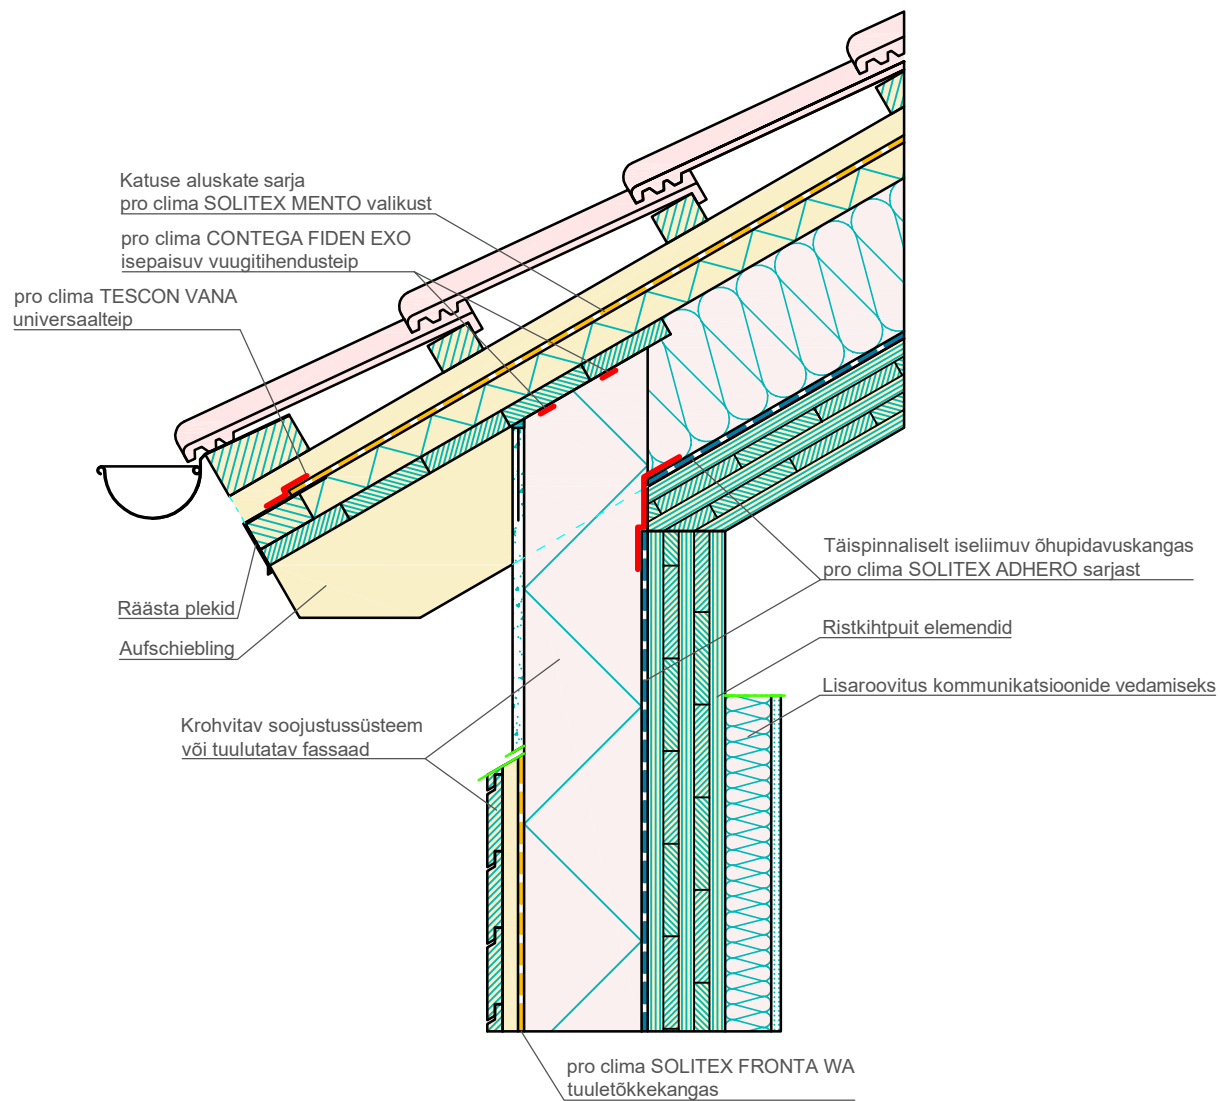 Katuse aluskate sarja
pro clima SOLITEX MENTO valikust
pro clima CONTEGA FIDEN EXO
isepaisuv vuugitihendusteip
pro clima TESCON VANA
universaalteip
Räästa plekid
Aufschiebling
Krohvitav soojustussüsteem
või tuulutatav fassaad
Täispinnaliselt iseliimuv õhupidavuskangas
pro clima SOLITEX ADHERO sarjast
Ristkihtpuit elemendid
Lisaroovitus kommunikatsioonide vedamiseks
pro clima SOLITEX FRONTA WA
tuuletõkkekangas